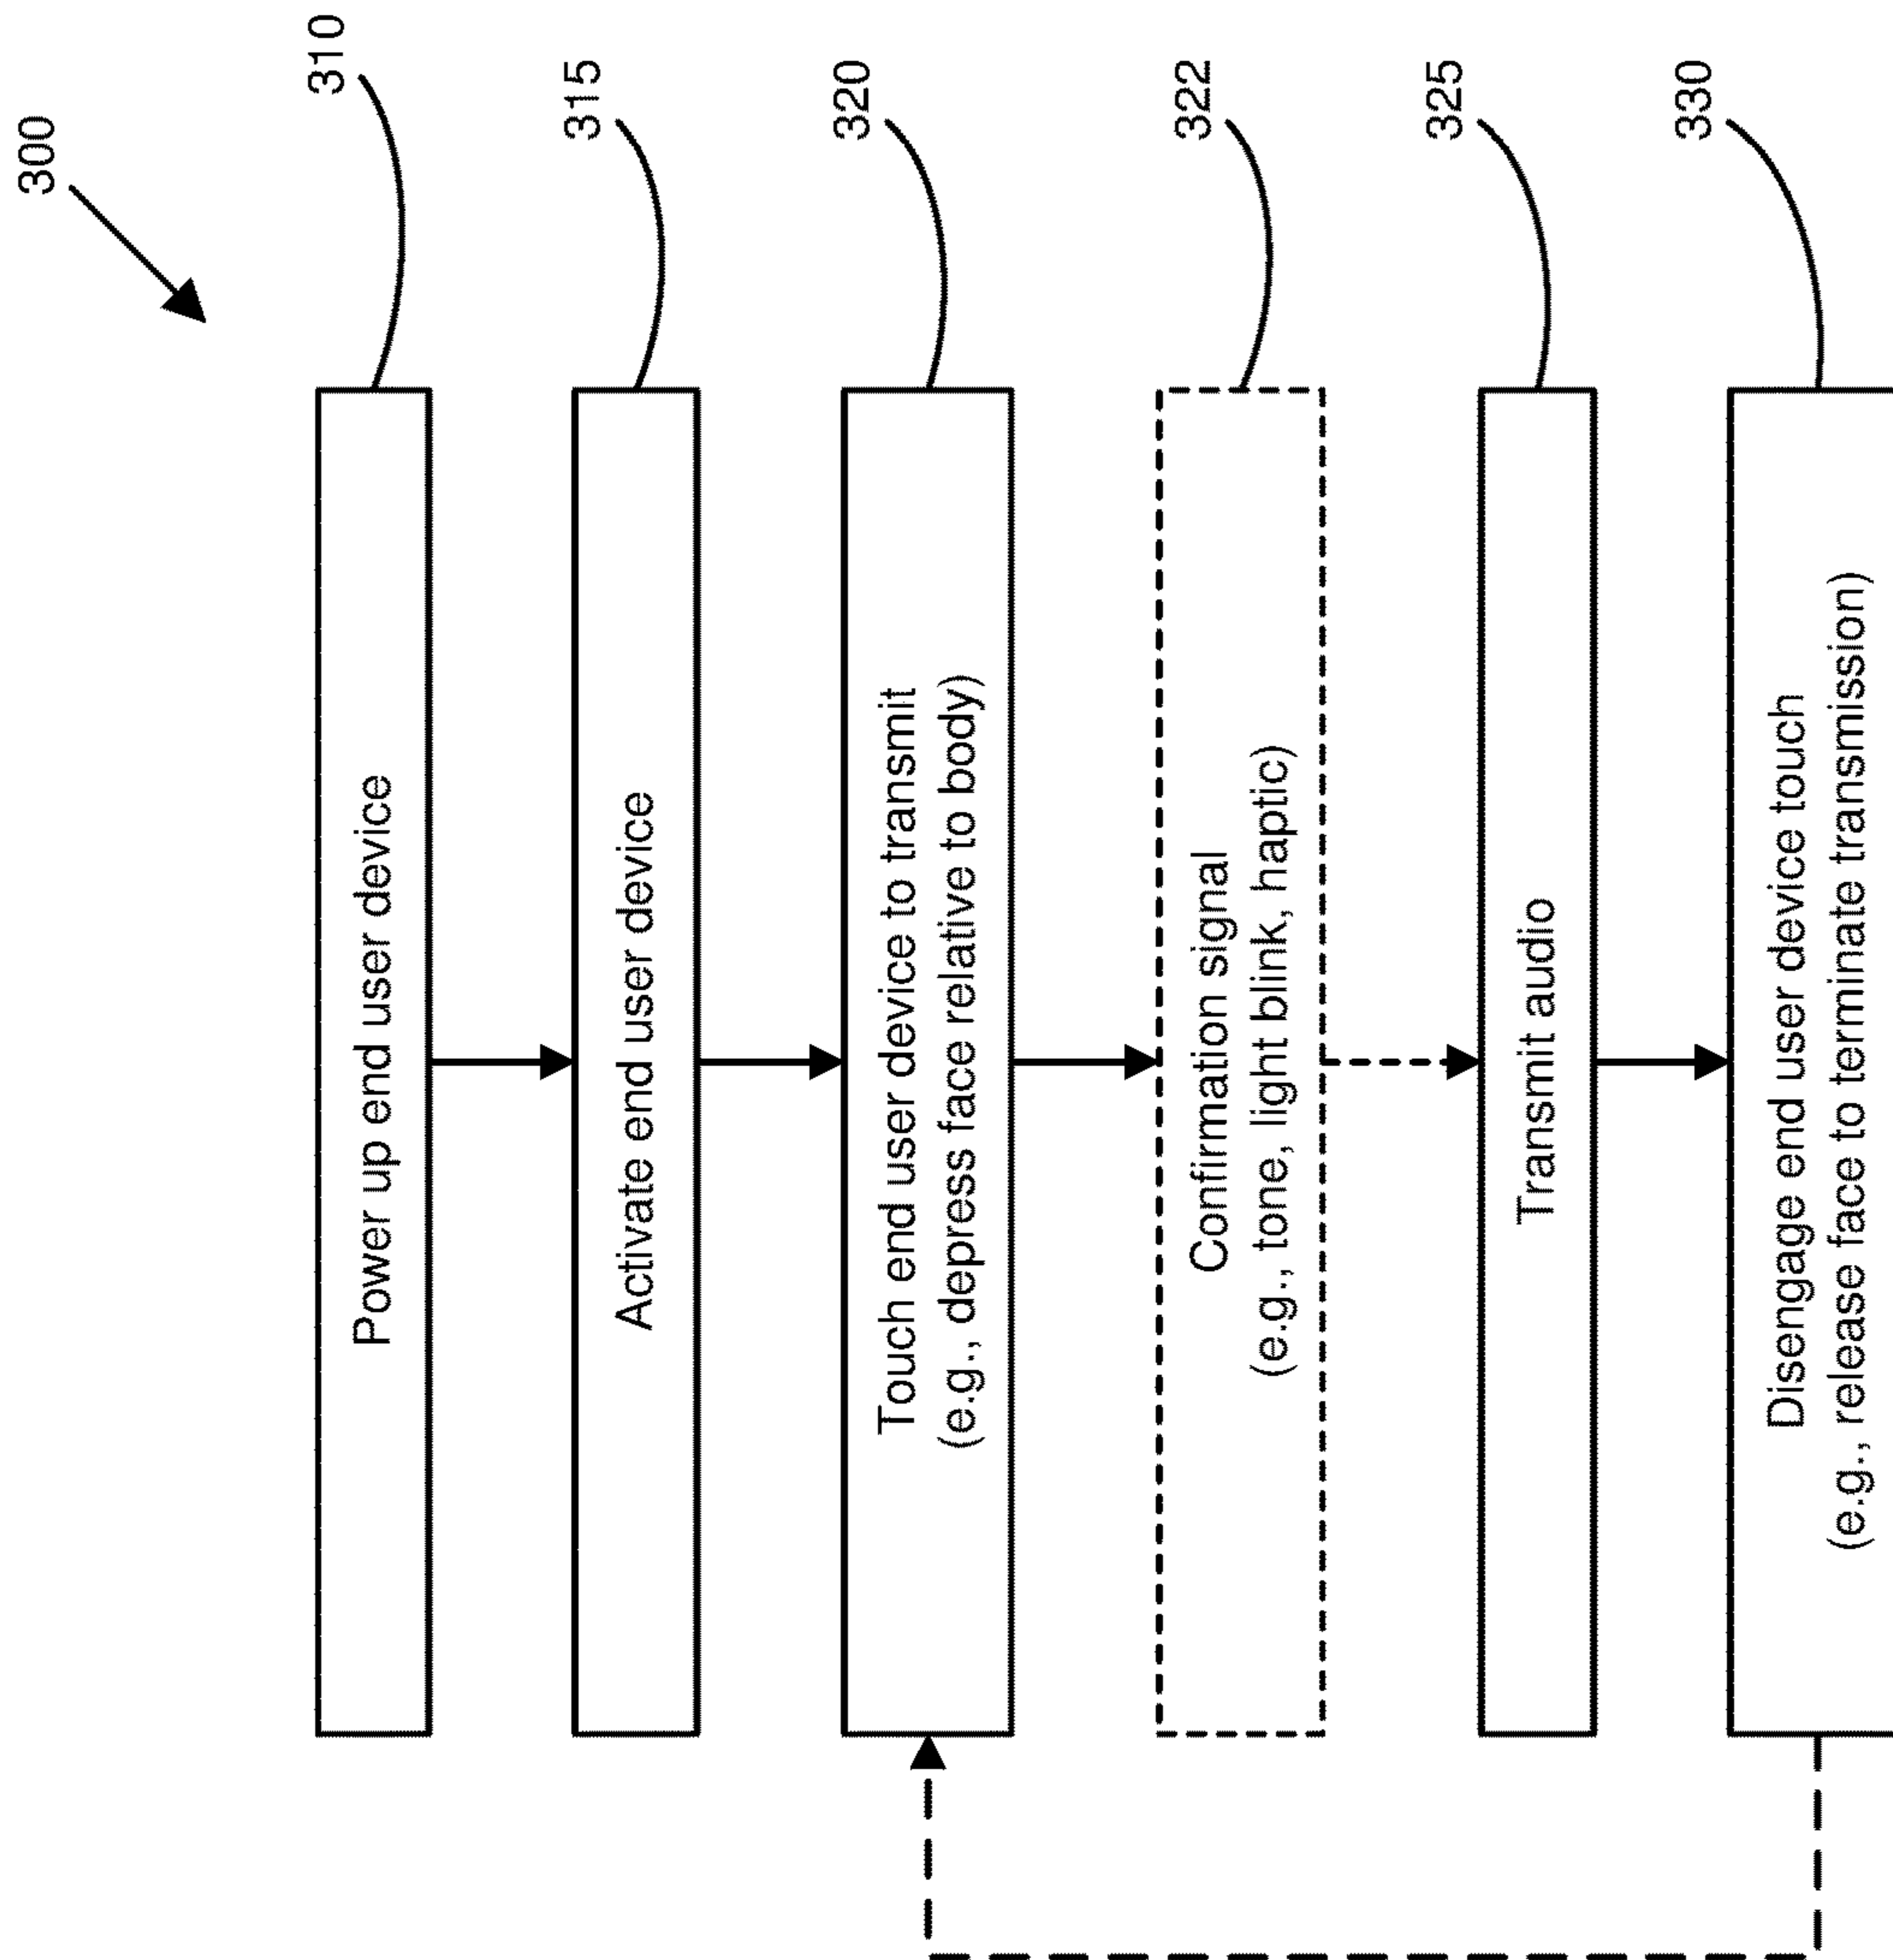 300
310
Power up end user device
315
Activate end user device
320
Touch end user device to transmit
(e.g., depress face relative to body)
322
Confirmation signal
(e.g., tone, light blink, haptic)
325
Transmit audio
330
Disengage end user device touch
(e.g., release face to terminate transmission)